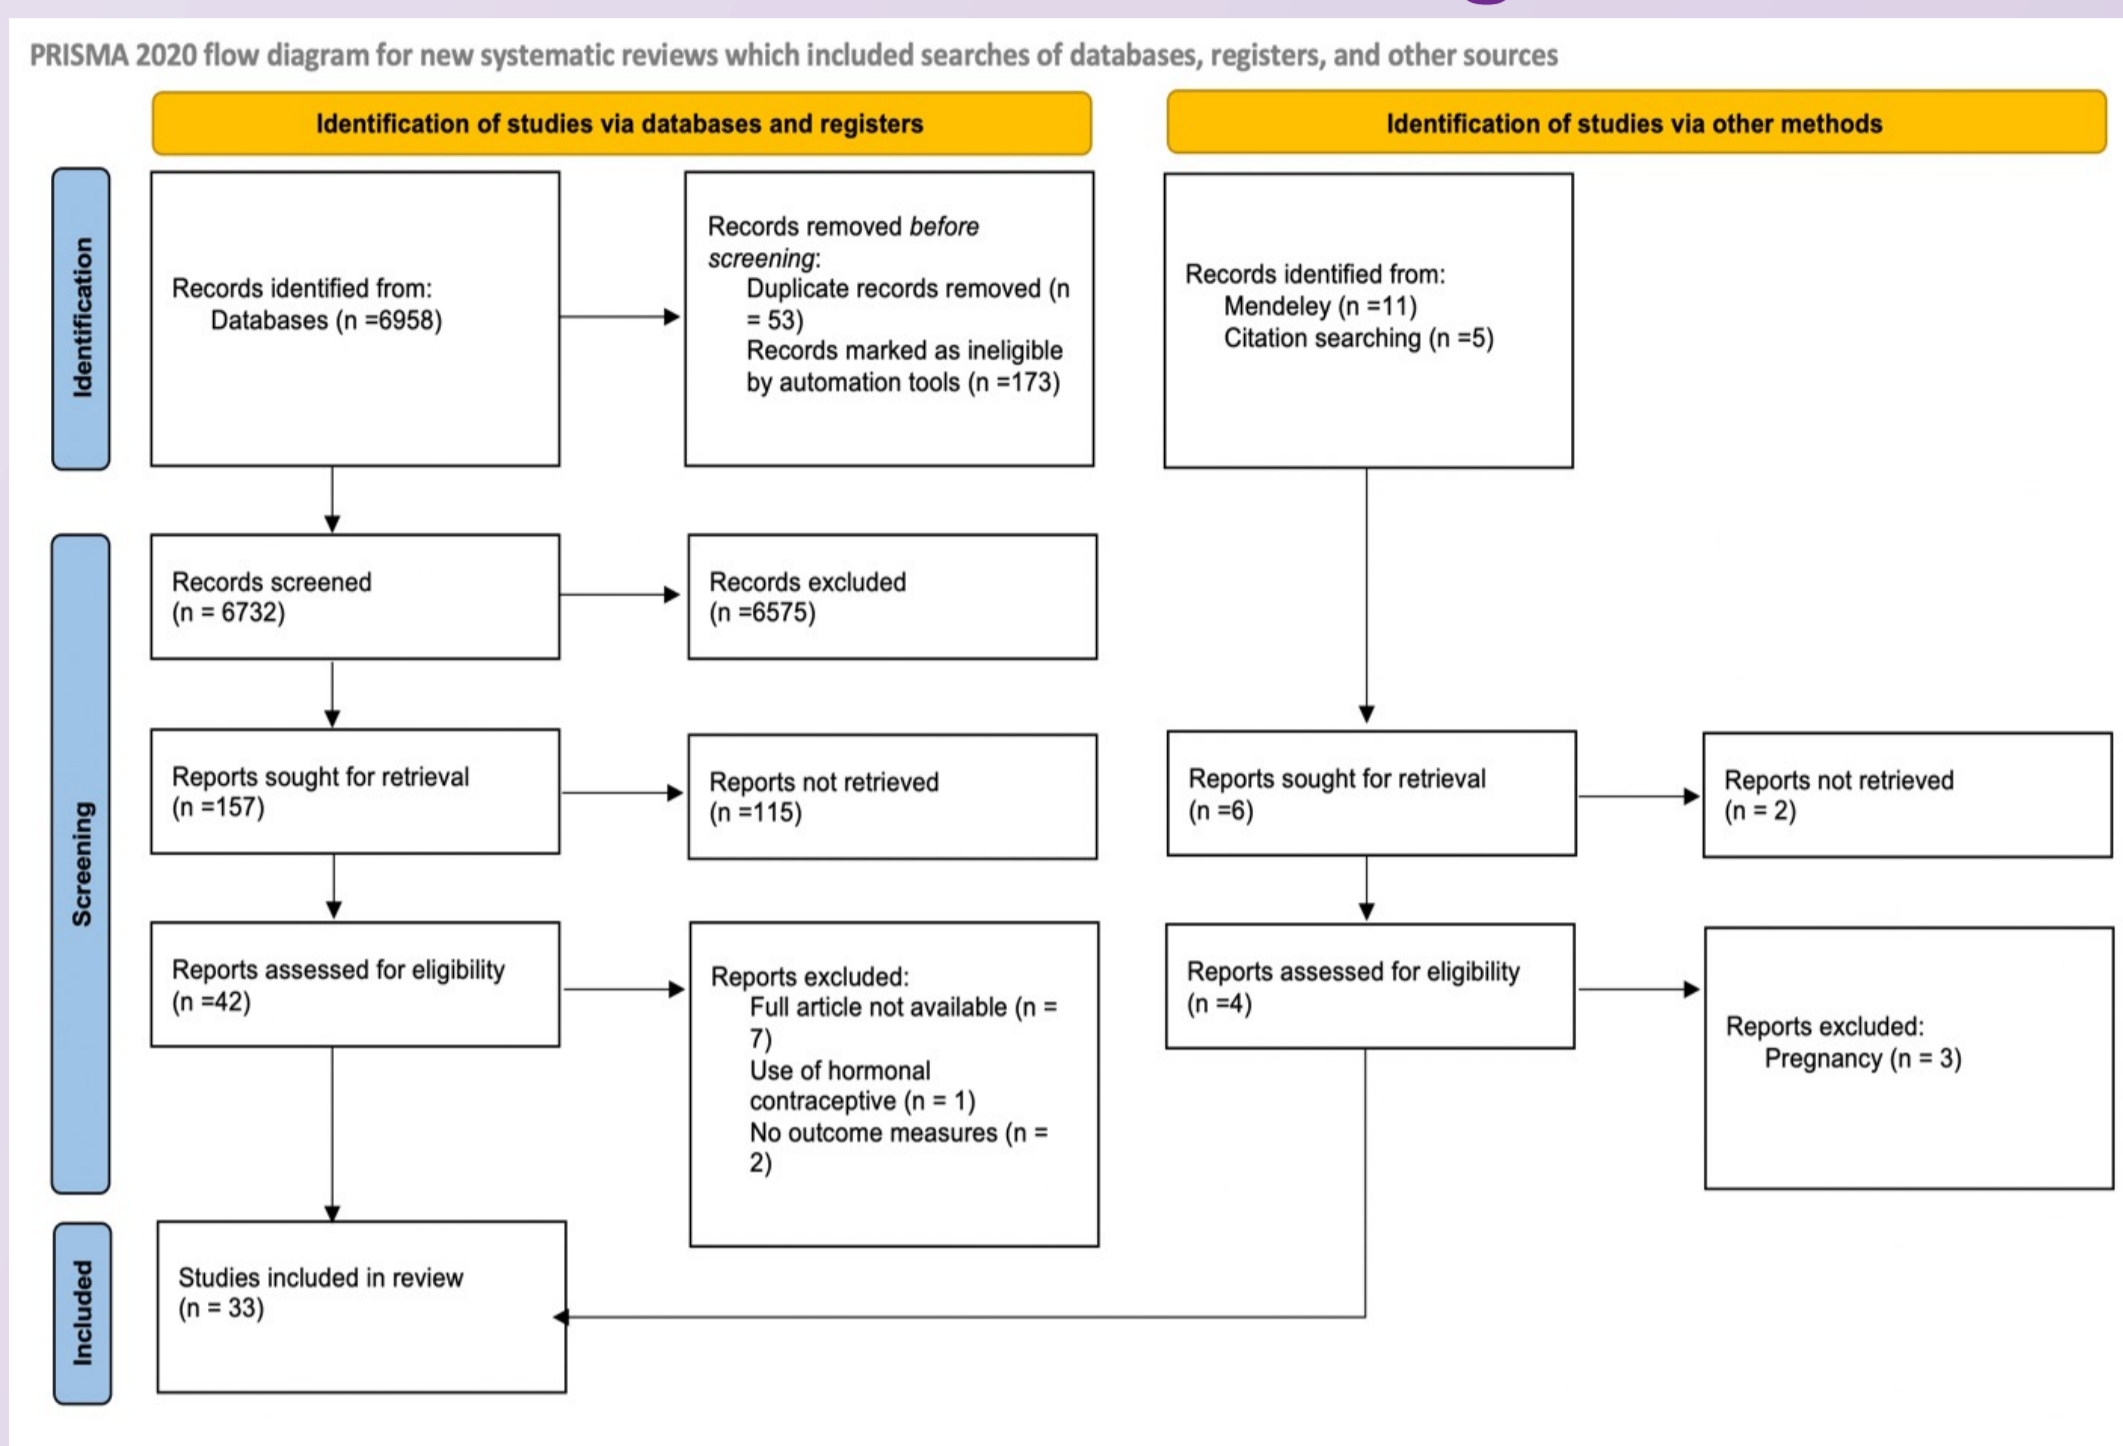 PRISMA 2020 flow diagram for new systematic reviews which included searches of databases, registers, and other sources
Identification of studies via databases and registers
Identification of studies via other methods
Identification
Records identified from:
Databases (n =6958)
Records removed before
screening:
Duplicate records removed (n
= 53)
Records marked as ineligible
by automation tools (n =173)
Records identified from:
Mendeley (n =11)
Citation searching (n =5)
Screening
Records screened
(n = 6732)
Records excluded
(n =6575)
Reports sought for retrieval
(n =157)
Reports not retrieved
(n =115)
Reports sought for retrieval
(n =6)
Reports not retrieved
(n = 2)
Reports assessed for eligibility
(n =42)
Reports excluded:
Full article not available (n =
7)
Use of hormonal
contraceptive (n = 1)
No outcome measures (n =
2)
Reports assessed for eligibility
(n =4)
Reports excluded:
Pregnancy (n = 3)
Included
Studies included in review
(n = 33)